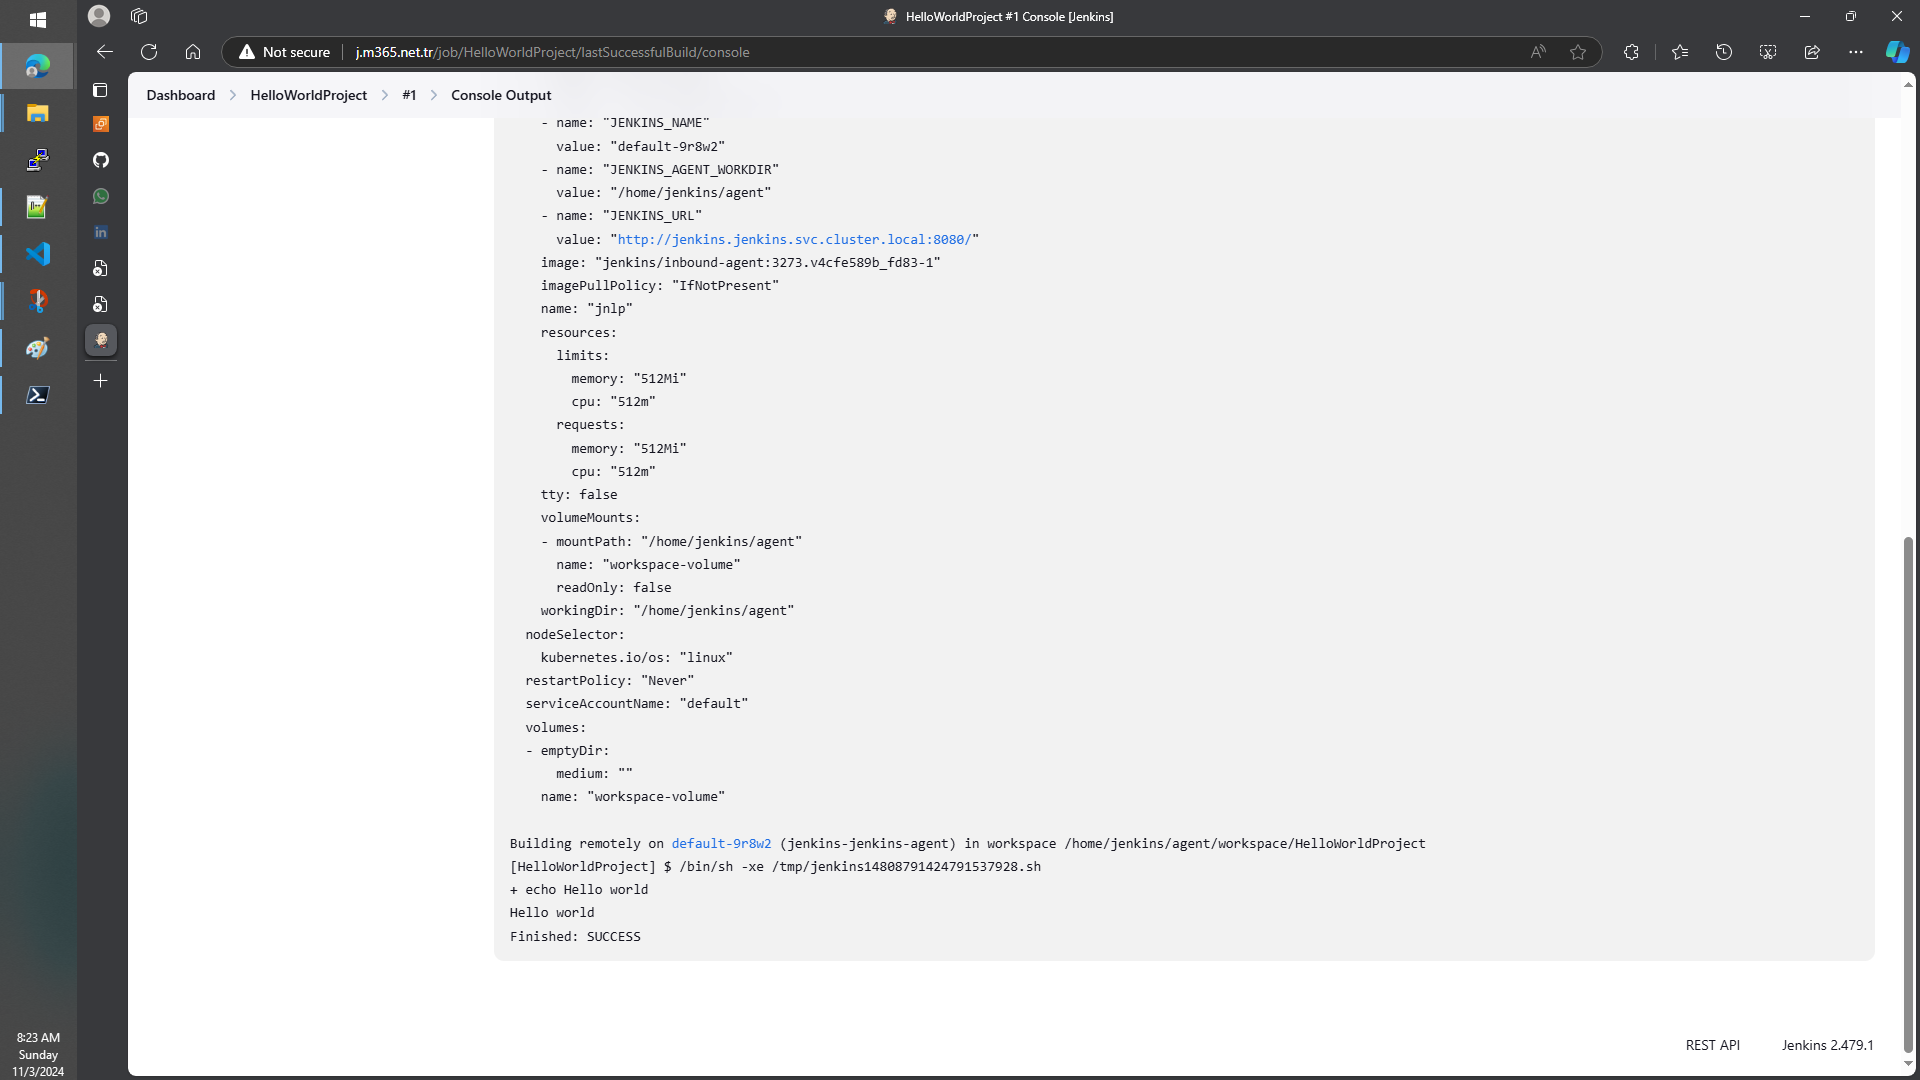 HelloWorldProject #1 Console [Jenkins]
Not secure
j.m365.net.tr/job/HelloWorldProject/lastSuccessfulBuild/console
Dashboard > HelloWorldProject > #1 > Console Output
- name: "JENKINS_NAME"
value: "default-9r8w2"
- name: "JENKINS_AGENT_WORKDIR"
value: "/home/jenkins/agent"
- name: "JENKINS_URL"
value: "http://jenkins.jenkins.svc.cluster.local:8080/"
image: "jenkins/inbound-agent:3273.v4cfe589b_fd83-1"
imagePullPolicy: "IfNotPresent"
name: "jnlp"
resources:
limits:
memory: "512Mi"
cpu: "512m"
requests:
memory: "512Mi"
cpu: "512m"
tty: false
volumeMounts:
- mountPath: "/home/jenkins/agent"
name: "workspace-volume"
readOnly: false
workingDir: "/home/jenkins/agent"
nodeSelector:
kubernetes.io/os: "linux"
restartPolicy: "Never"
serviceAccountName: "default"
volumes:
- emptyDir:
medium: ""
name: "workspace-volume"
Building remotely on default-9r8w2 (jenkins-jenkins-agent) in workspace /home/jenkins/agent/workspace/HelloWorldProject
[HelloWorldProject] $ /bin/sh -xe /tmp/jenkins14808791424791537928.sh
+ echo Hello world
Hello world
Finished: SUCCESS
REST API
Jenkins 2.479.1
8:23 AM
Sunday
11/3/2024